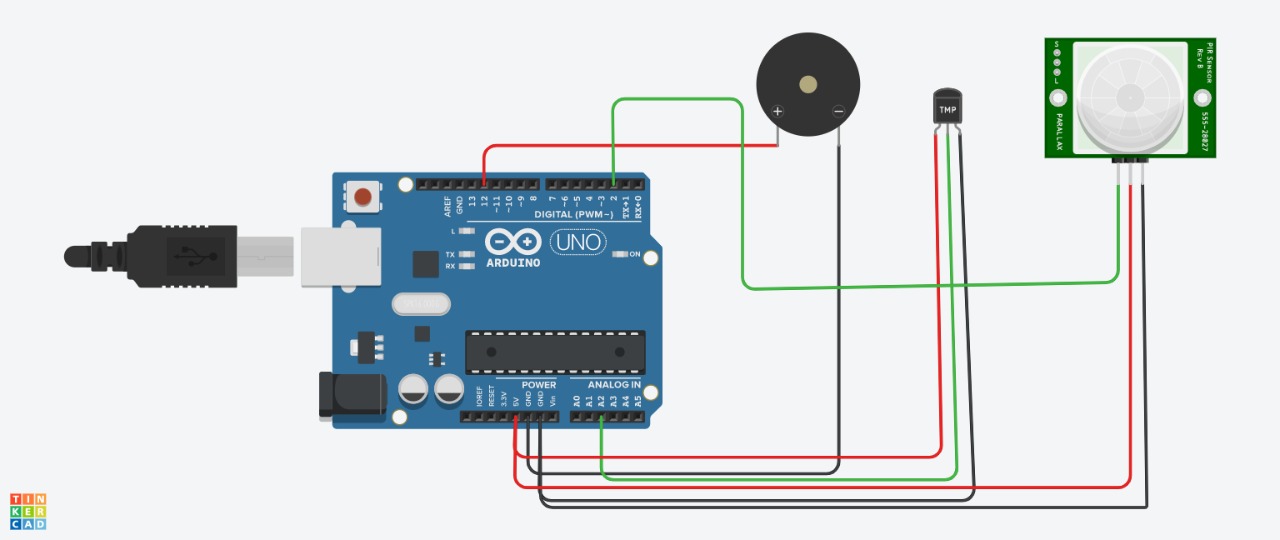 +
−
TMP
S
L
PIR SENSOR
REV B
PARALLAX
555-28027
AREF
GND
13
12
~11
~10
~9
8
7
~6
~5
4
~3
2
TX→1
RX←0
DIGITAL (PWM~)
L
TX
RX
ARDUINO
UNO
ON
POWER
ANALOG IN
IOREF
RESET
3.3V
5V
GND
GND
Vin
A0
A1
A2
A3
A4
A5
TIN
KER
CAD